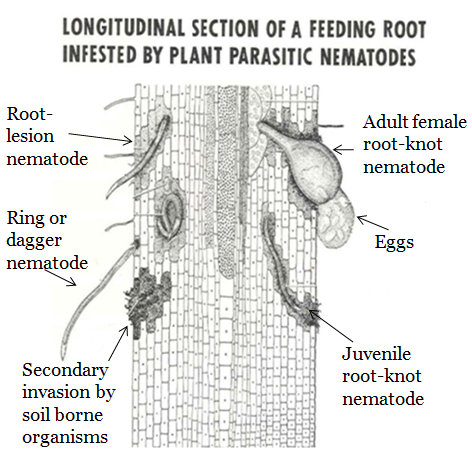 LONGITUDINAL SECTION OF A FEEDING ROOT
INFESTED BY PLANT PARASITIC NEMATODES
Root-
lesion
nematode
Adult female
root-knot
nematode
Ring or
dagger
nematode
Eggs
Secondary
invasion by
soil borne
organisms
Juvenile
root-knot
nematode